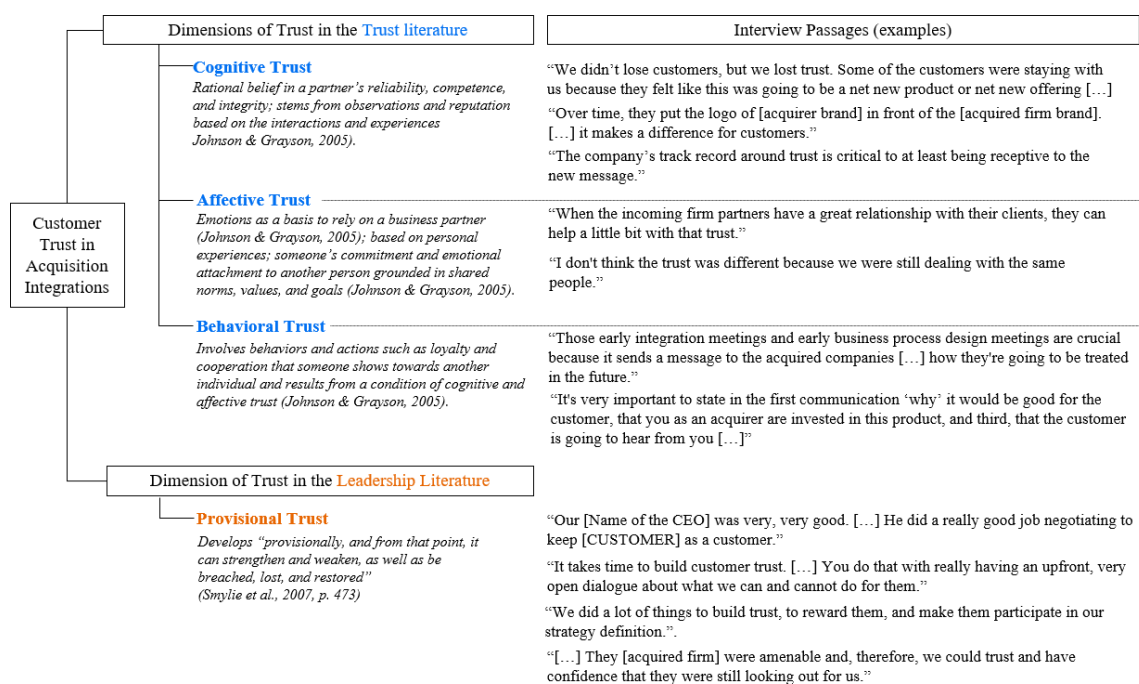 Dimensions of Trust in the Trust literature
Interview Passages (examples)
Customer
Trust in
Acquisition
Integrations
Cognitive Trust
Rational belief in a partner's reliability, competence,
and integrity; stems from observations and reputation
based on the interactions and experiences
Johnson & Grayson, 2005).
“We didn’t lose customers, but we lost trust. Some of the customers were staying with
us because they felt like this was going to be a net new product or net new offering […]
“Over time, they put the logo of [acquirer brand] in front of the [acquired firm brand].
[…] it makes a difference for customers.”
“The company’s track record around trust is critical to at least being receptive to the
new message.”
Affective Trust
Emotions as a basis to rely on a business partner
(Johnson & Grayson, 2005); based on personal
experiences; someone’s commitment and emotional
attachment to another person grounded in shared
norms, values, and goals (Johnson & Grayson, 2005).
“When the incoming firm partners have a great relationship with their clients, they can
help a little bit with that trust.”
“I don't think the trust was different because we were still dealing with the same
people.”
Behavioral Trust
Involves behaviors and actions such as loyalty and
cooperation that someone shows towards another
individual and results from a condition of cognitive and
affective trust (Johnson & Grayson, 2005).
“Those early integration meetings and early business process design meetings are crucial
because it sends a message to the acquired companies […] how they're going to be treated
in the future.”
“It's very important to state in the first communication ‘why’ it would be good for the
customer, that you as an acquirer are invested in this product, and third, that the customer
is going to hear from you […]”
Dimension of Trust in the Leadership Literature
Provisional Trust
Develops “provisionally, and from that point, it
can strengthen and weaken, as well as be
breached, lost, and restored”
(Smylie et al., 2007, p. 473)
“Our [Name of the CEO] was very, very good. […] He did a really good job negotiating to
keep [CUSTOMER] as a customer.”
“It takes time to build customer trust. […] You do that with really having an upfront, very
open dialogue about what we can and cannot do for them.”
“We did a lot of things to build trust, to reward them, and make them participate in our
strategy definition.”.
“[…] They [acquired firm] were amenable and, therefore, we could trust and have
confidence that they were still looking out for us.”